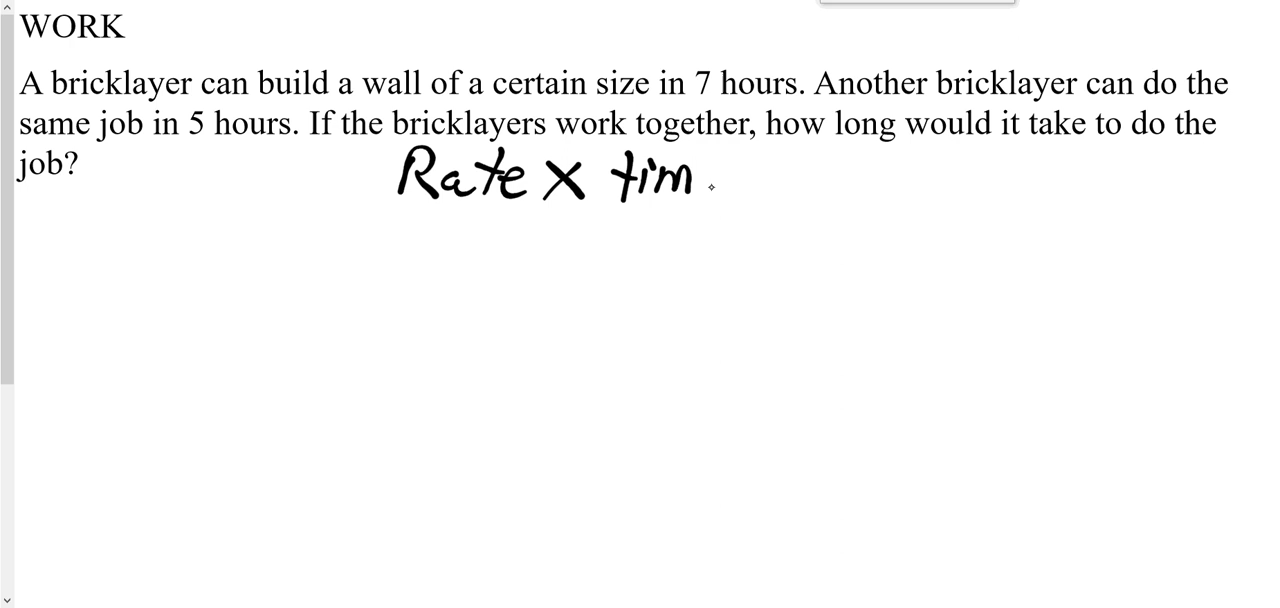 WORK
A bricklayer can build a wall of a certain size in 7 hours. Another bricklayer can do the
same job in 5 hours. If the bricklayers work together, how long would it take to do the
job?
Rate x tim